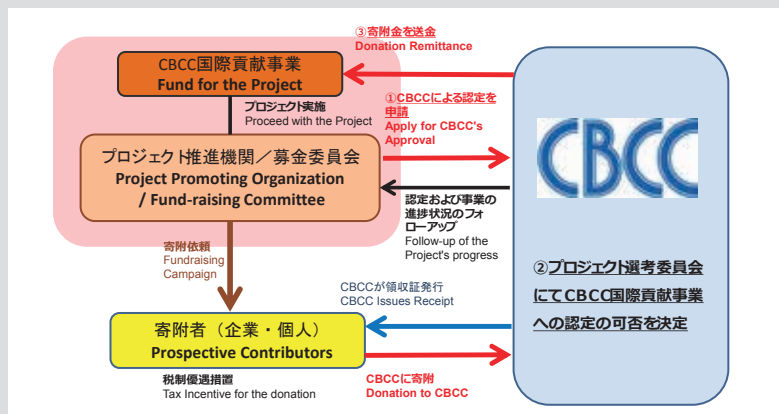 ③寄附金を送金
Donation Remittance
CBCC国際貢献事業
Fund for the Project
プロジェクト実施
Proceed with the Project
①CBCCによる認定を
申請
Apply for CBCC's
Approval
プロジェクト推進機関／募金委員会
Project Promoting Organization
/ Fund-raising Committee
認定および事業の
進捗状況のフォ
ローアップ
Follow-up of the
Project's progress
CBCC
②プロジェクト選考委員会
にてCBCC国際貢献事業
への認定の可否を決定
寄附依頼
Fundraising
Campaign
CBCCが領収証発行
CBCC Issues Receipt
寄附者（企業・個人）
Prospective Contributors
税制優遇措置
Tax Incentive for the donation
CBCCに寄附
Donation to CBCC